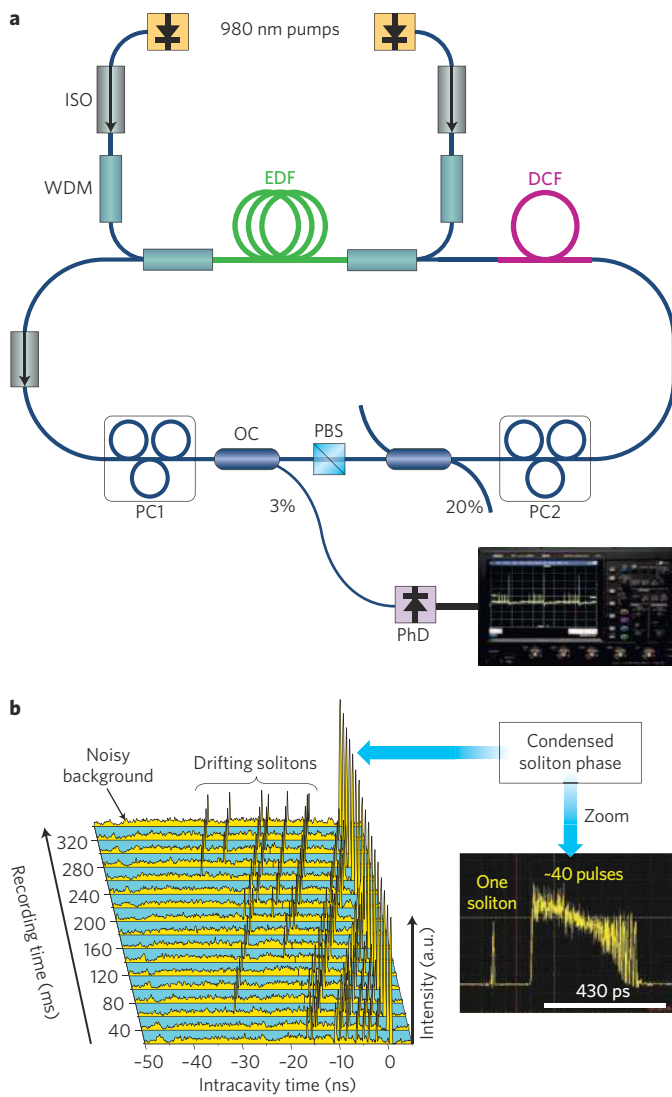 a
980 nm pumps
ISO
WDM
EDF
DCF
OC
PBS
3%
20%
PC1
PC2
PhD
b
Noisy
background
Drifting solitons
Condensed
soliton phase
Zoom
~40 pulses
One
soliton
430 ps
Recording time (ms)
320
280
240
200
160
120
80
40
Intensity (a.u.)
–50
–40
–30
–20
–10
0
Intracavity time (ns)